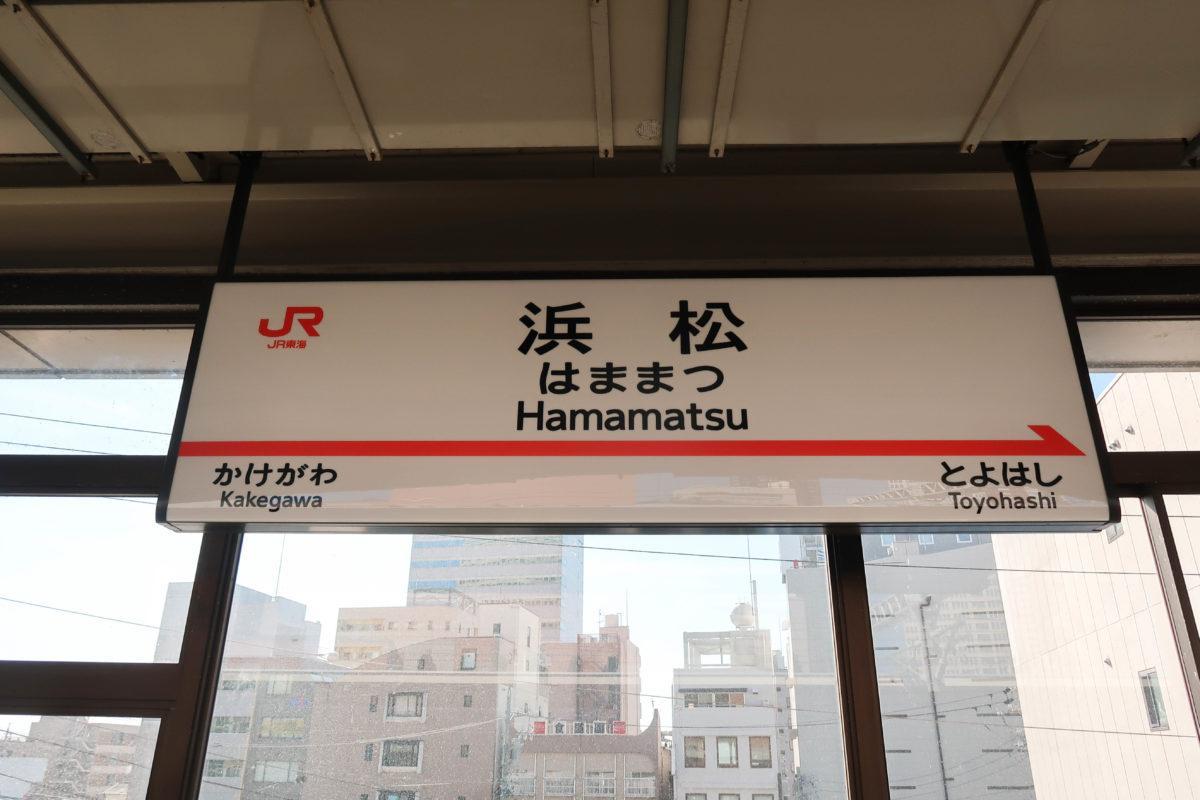 JR
JR東海
浜 松
はままつ
Hamamatsu
かけがわ
Kakegawa
とよはし
Toyohashi